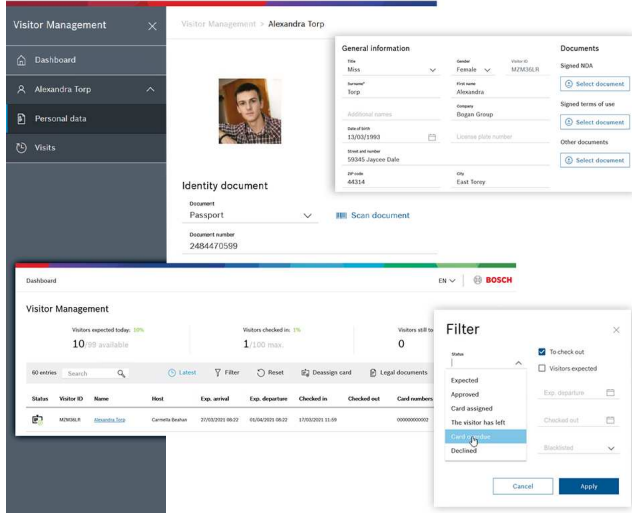 Visitor Management
Dashboard
Alexandra Torp
Personal data
Visits
Visitor Management > Alexandra Torp
Identity document
Document
Passport
Scan document
Document number
2484470599
General information
Title
Miss
Gender
Female
Visitor ID
MZM36LR
Surname*
Torp
First name
Alexandra
Additional names
Company
Bogan Group
Date of birth
13/03/1993
License plate number
Street and number
59345 Jaycee Dale
ZIP code
44314
City
East Torey
Documents
Signed NDA
Select document
Signed terms of use
Select document
Other documents
Select document
Dashboard
EN
BOSCH
Visitor Management
Visitors expected today: 10%
10/99 available
Visitors checked in: 1%
1/100 max.
Visitors still to
0
60 entries
Search
Latest
Filter
Reset
Deassign card
Legal documents
Status Visitor ID Name Host Exp. arrival Exp. departure Checked in Checked out Card numbers
MZM36LR Alexandra Torp Carmella Beahan 27/03/2021 08:22 01/04/2021 08:22 17/03/2021 11:59
Filter
Status
Expected
Approved
Card assigned
The visitor has left
Declined
To check out
Visitors expected
Exp. departure
Checked out
Blacklisted
Cancel
Apply